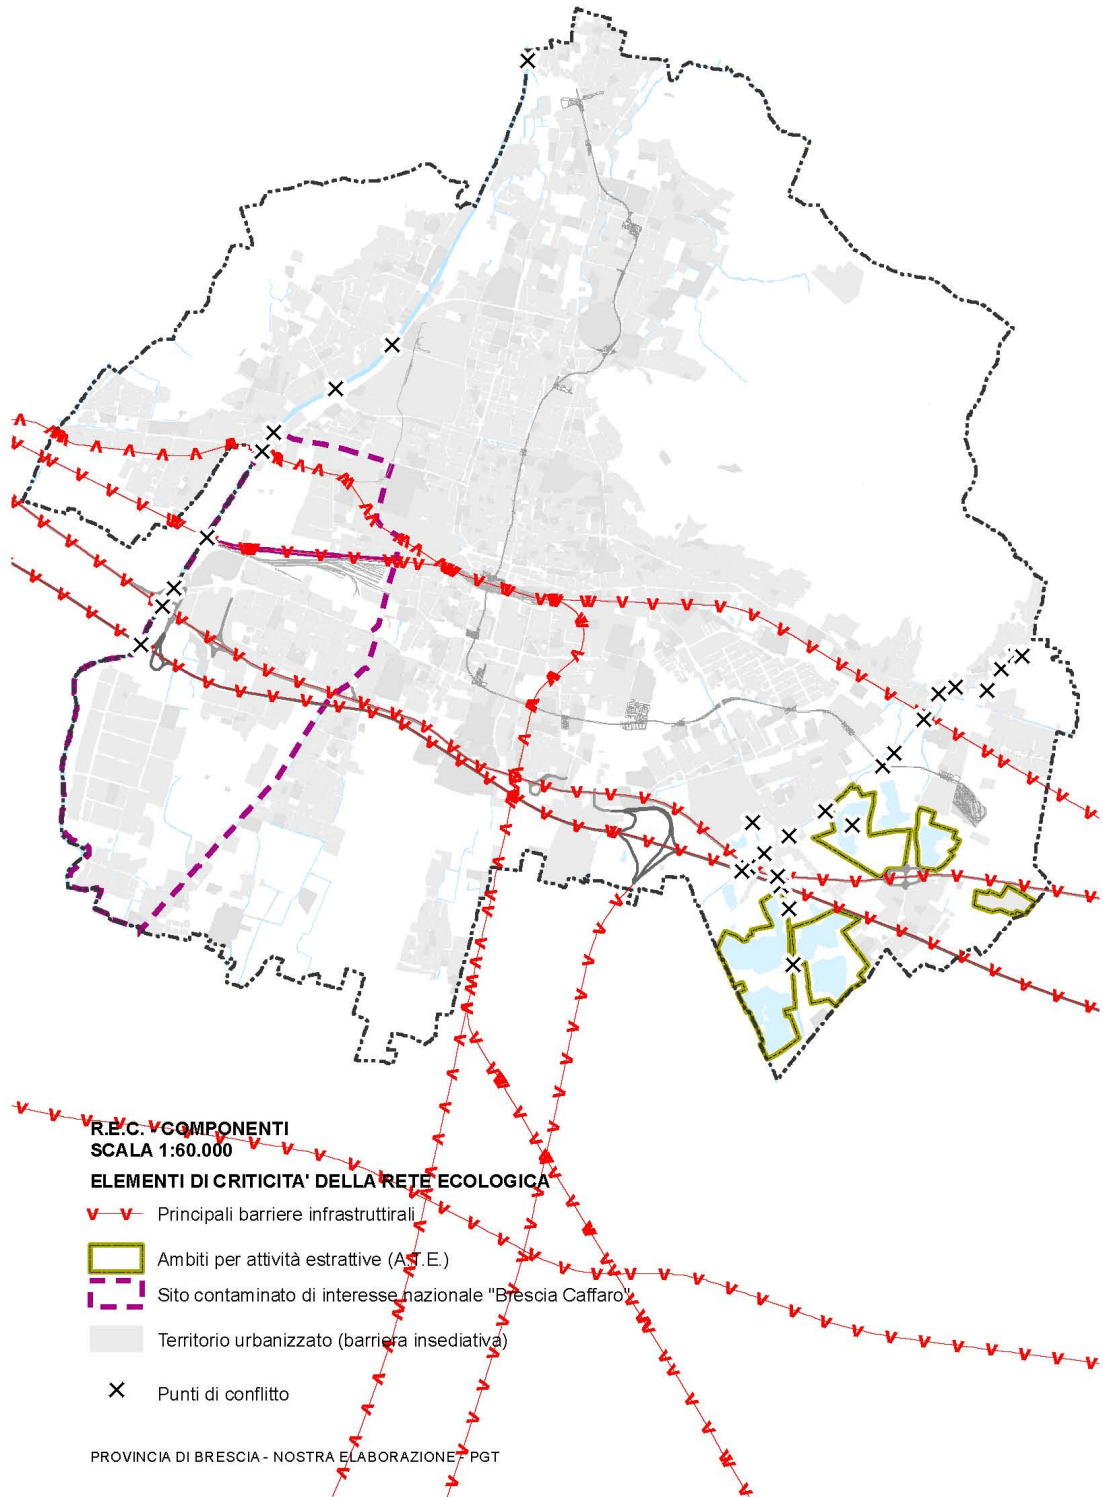 R.E.C. - COMPONENTI
SCALA 1:60.000
ELEMENTI DI CRITICITA' DELLA RETE ECOLOGICA
Principali barriere infrastruttirali
Ambiti per attività estrattive (A.T.E.)
Sito contaminato di interesse nazionale "Brescia Caffaro"
Territorio urbanizzato (barriera insediativa)
Punti di conflitto
PROVINCIA DI BRESCIA - NOSTRA ELABORAZIONE - PGT